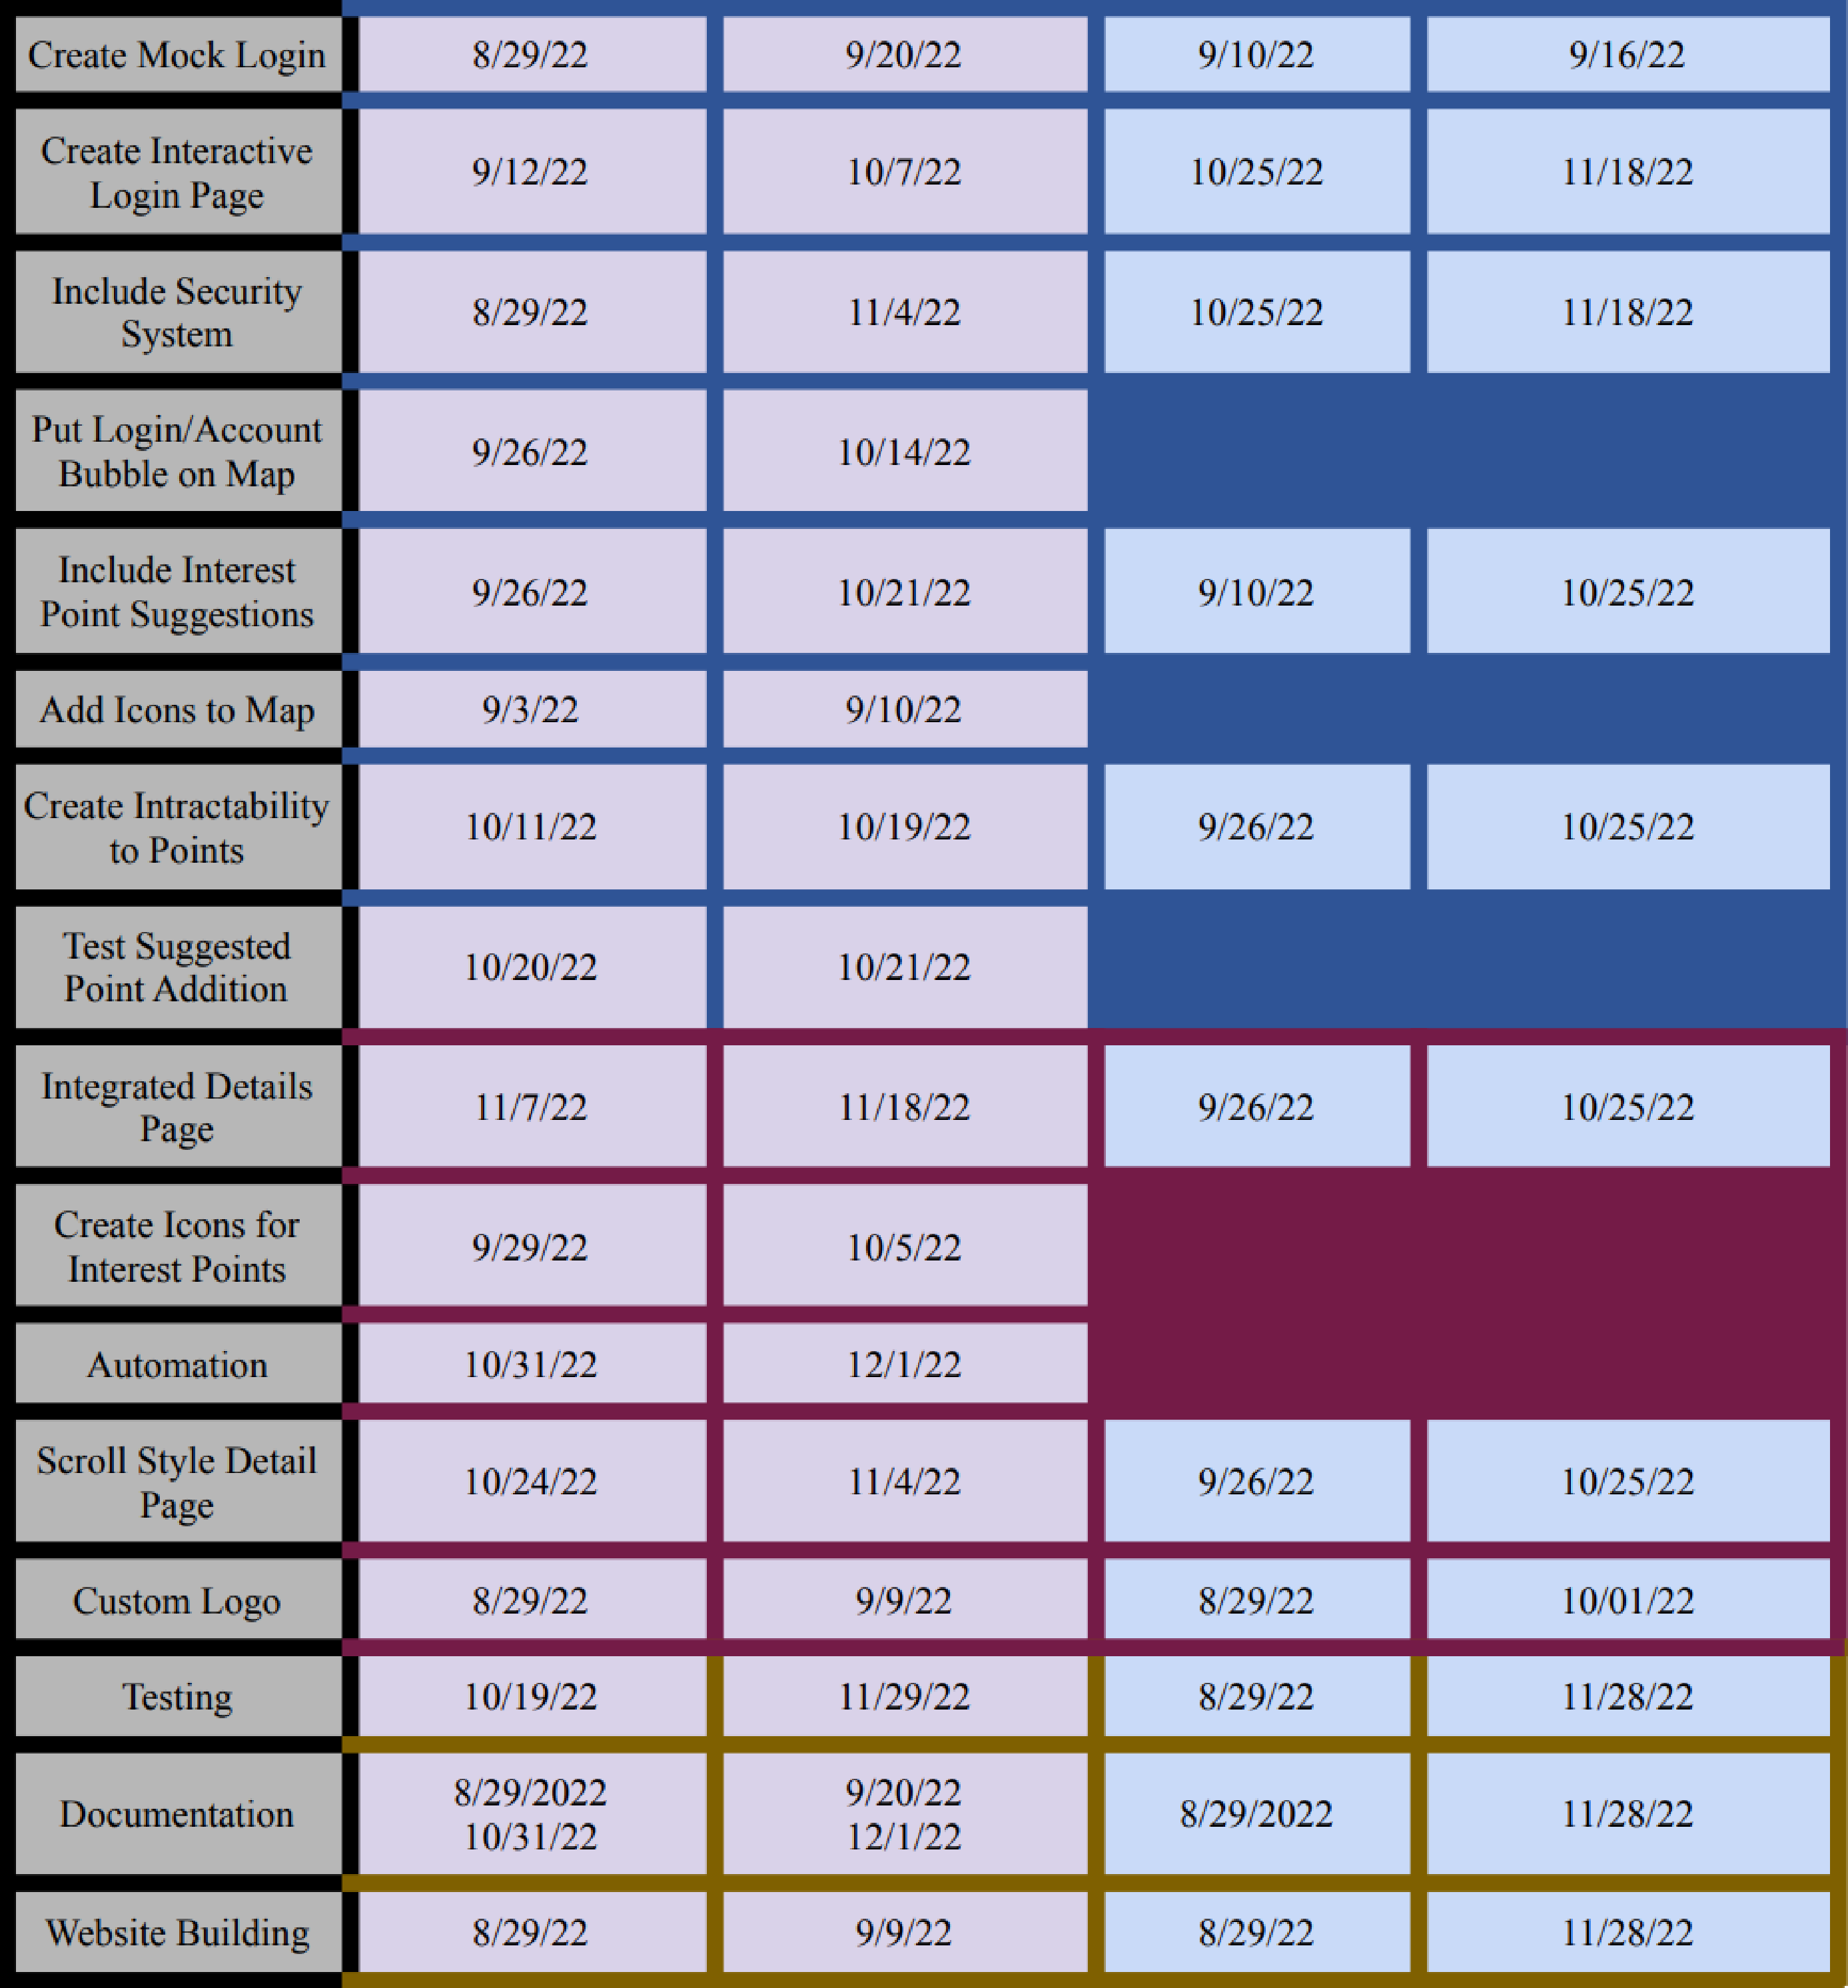 Create Mock Login 8/29/22 9/20/22 9/10/22 9/16/22
Create Interactive
Login Page
9/12/22 10/7/22 10/25/22 11/18/22
Include Security
System
8/29/22 11/4/22 10/25/22 11/18/22
Put Login/Account
Bubble on Map
9/26/22 10/14/22
Include Interest
Point Suggestions
9/26/22 10/21/22 9/10/22 10/25/22
Add Icons to Map 9/3/22 9/10/22
Create Intractability
to Points
10/11/22 10/19/22 9/26/22 10/25/22
Test Suggested
Point Addition
10/20/22 10/21/22
Integrated Details
Page
11/7/22 11/18/22 9/26/22 10/25/22
Create Icons for
Interest Points
9/29/22 10/5/22
Automation 10/31/22 12/1/22
Scroll Style Detail
Page
10/24/22 11/4/22 9/26/22 10/25/22
Custom Logo 8/29/22 9/9/22 8/29/22 10/01/22
Testing 10/19/22 11/29/22 8/29/22 11/28/22
Documentation
8/29/2022
10/31/22
9/20/22
12/1/22
8/29/2022 11/28/22
Website Building 8/29/22 9/9/22 8/29/22 11/28/22